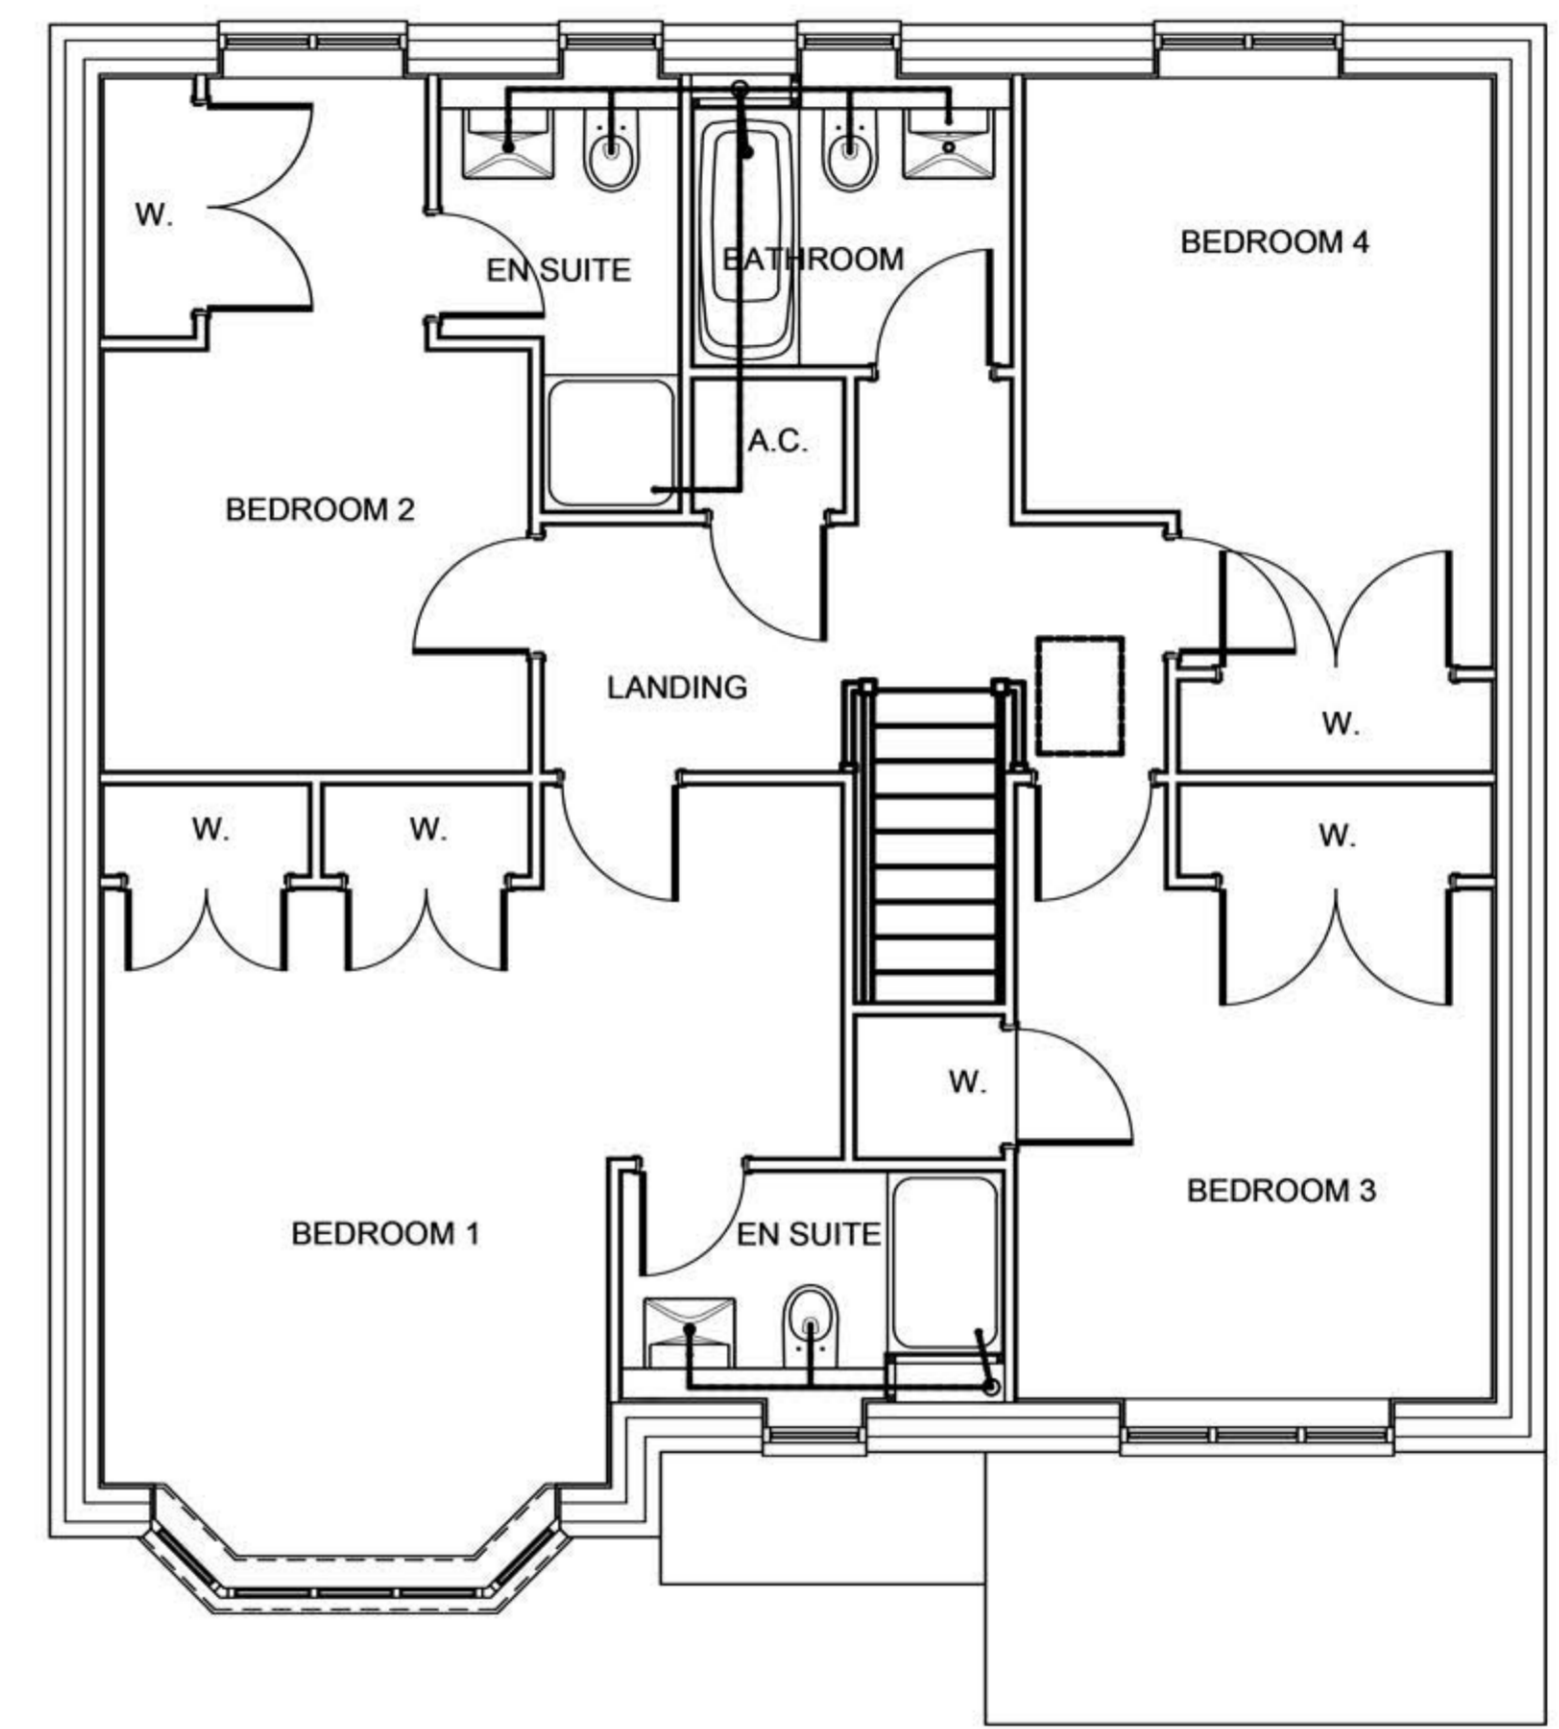 W.
EN SUITE
BATHROOM
BEDROOM 4
A.C.
BEDROOM 2
LANDING
W.
W.
W.
W.
W.
BEDROOM 3
BEDROOM 1
EN SUITE